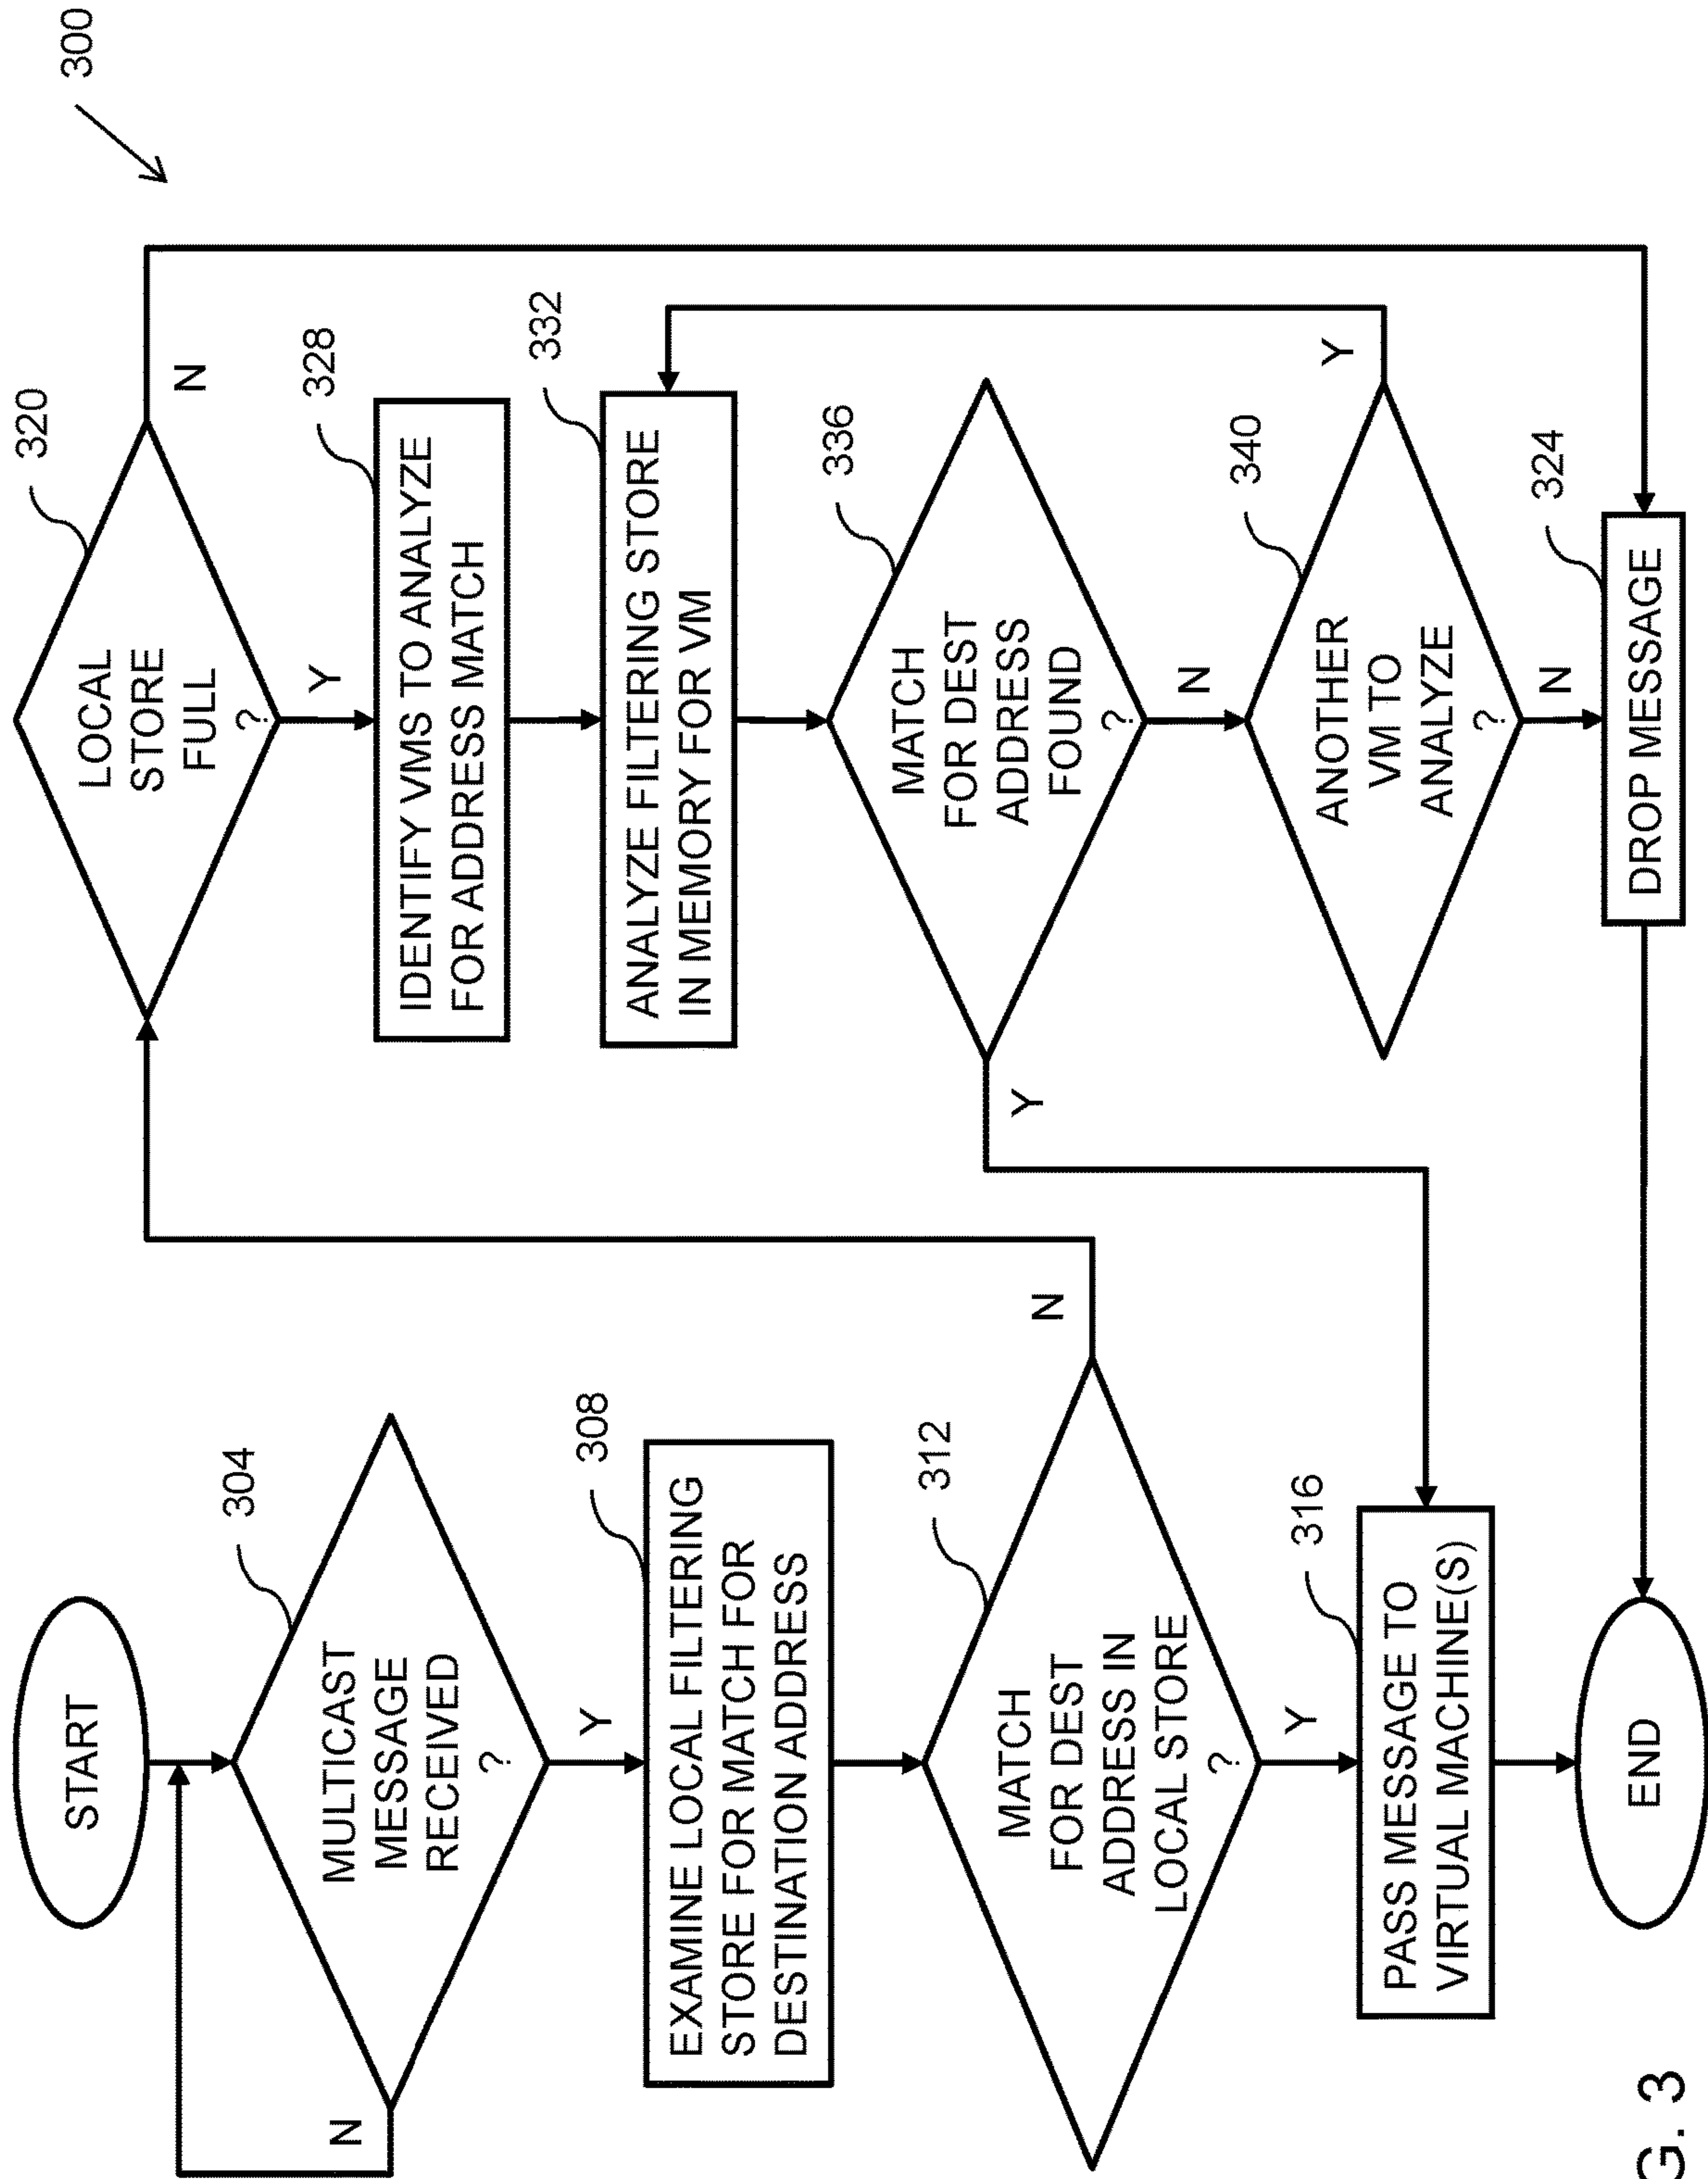 300
START
304
MULTICAST
MESSAGE
RECEIVED
?
N
Y
308
EXAMINE LOCAL FILTERING
STORE FOR MATCH FOR
DESTINATION ADDRESS
312
MATCH
FOR DEST
ADDRESS IN
LOCAL STORE
?
N
Y
316
PASS MESSAGE TO
VIRTUAL MACHINE(S)
END
320
LOCAL
STORE
FULL
?
N
Y
328
IDENTIFY VMS TO ANALYZE
FOR ADDRESS MATCH
332
ANALYZE FILTERING STORE
IN MEMORY FOR VM
336
MATCH
FOR DEST
ADDRESS
FOUND
?
Y
N
340
ANOTHER
VM TO
ANALYZE
?
Y
N
324
DROP MESSAGE
G. 3